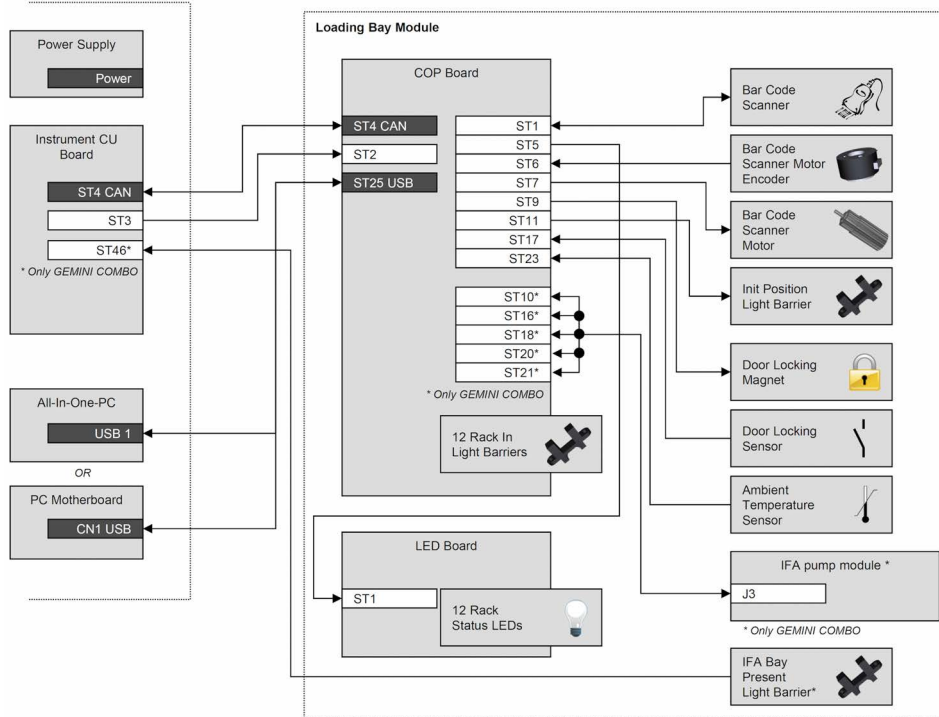 Loading Bay Module
Power Supply
Power
Instrument CU
Board
ST4 CAN
ST3
ST46*
* Only GEMINI COMBO
All-In-One-PC
USB 1
OR
PC Motherboard
CN1 USB
COP Board
ST4 CAN
ST2
ST25 USB
ST1
ST5
ST6
ST7
ST9
ST11
ST17
ST23
ST10*
ST16*
ST18*
ST20*
ST21*
* Only GEMINI COMBO
12 Rack In
Light Barriers
LED Board
ST1
12 Rack
Status LEDs
Bar Code
Scanner
Bar Code
Scanner Motor
Encoder
Bar Code
Scanner
Motor
Init Position
Light Barrier
Door Locking
Magnet
Door Locking
Sensor
Ambient
Temperature
Sensor
IFA pump module *
J3
* Only GEMINI COMBO
IFA Bay
Present
Light Barrier*